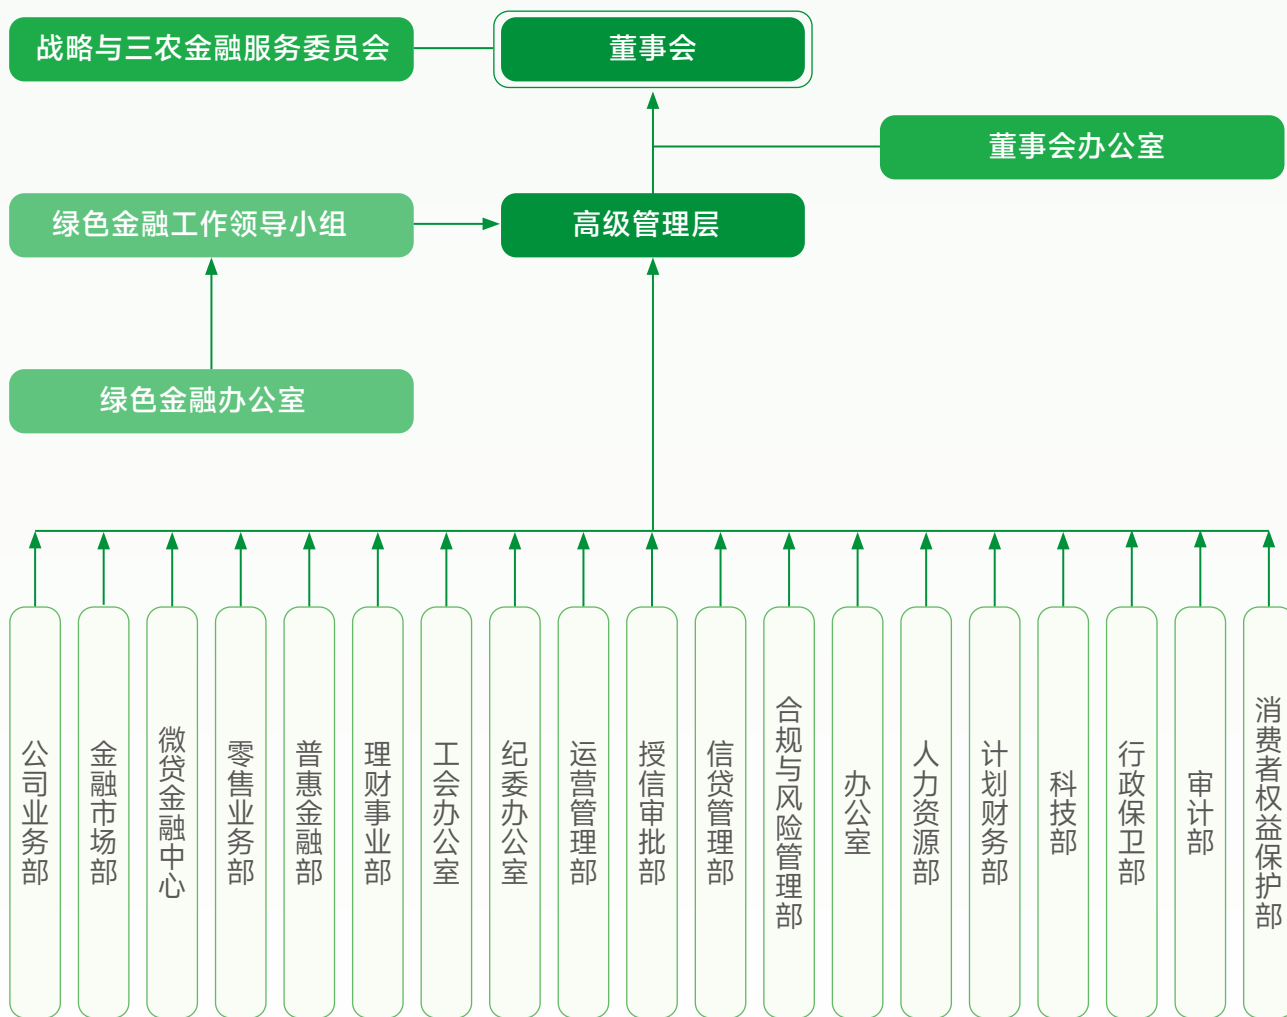 战略与三农金融服务委员会
董事会
董事会办公室
绿色金融工作领导小组
高级管理层
绿色金融办公室
公司业务部
金融市场部
微贷金融中心
零售业务部
普惠金融部
理财事业部
工会办公室
纪委办公室
运营管理部
授信审批部
信贷管理部
合规与风险管理部
办公室
人力资源部
计划财务部
科技部
行政保卫部
审计部
消费者权益保护部